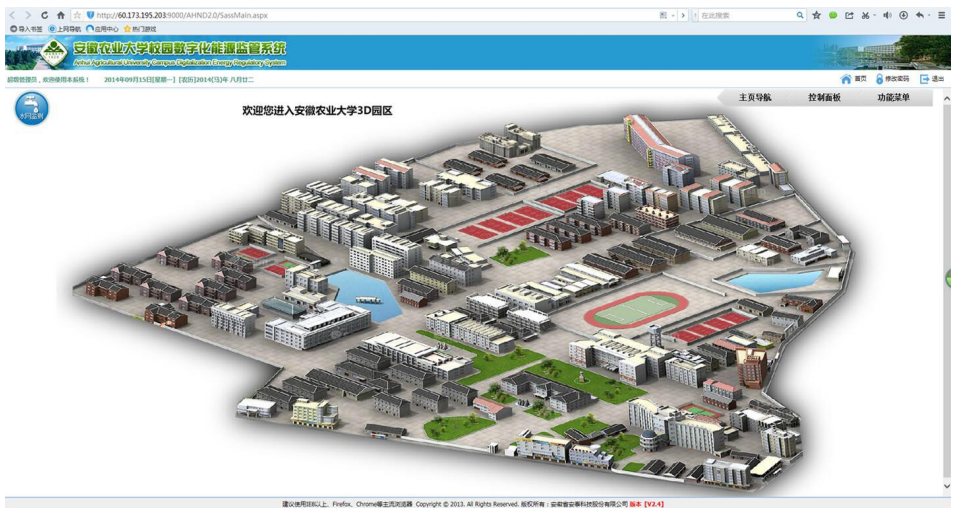 http://60.173.195.203:9000/AHND2.0/SassMain.aspx
在此搜索
导入书签 上网导航 应用中心 热门游戏
安徽农业大学校园数字化能源监管系统
Anhui Agricultural University Campus Digitalization Energy Regulatory System
超级管理员，欢迎使用本系统！ 2014年09月15日[星期一] [农历]2014(马)年 八月廿二
首页 修改密码 退出
主页导航 控制面板 功能菜单
水网监测
欢迎您进入安徽农业大学3D园区
建议使用IE8以上、Firefox、Chrome等主流浏览器 Copyright © 2013. All Rights Reserved. 版权所有：安徽省安泰科技股份有限公司 版本 [V2.4]